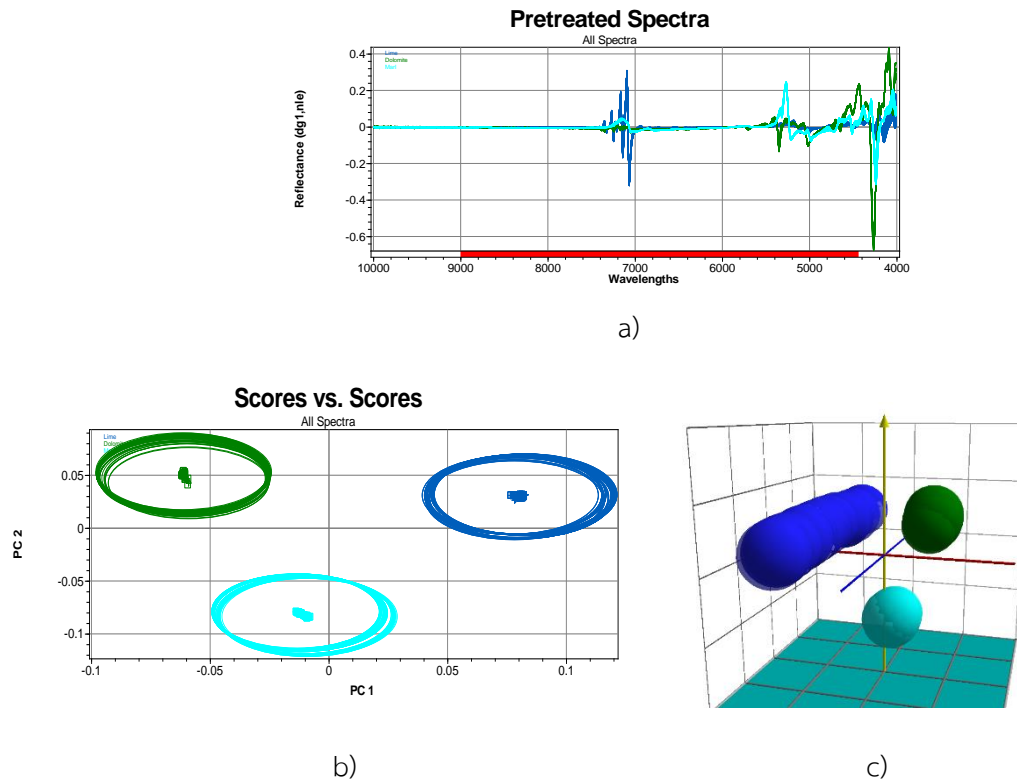 Pretreated Spectra
All Spectra
Lime
Dolomite
Marl
0.4
0.2
0
-0.2
-0.4
-0.6
Reflectance (dg1,nle)
10000 9000 8000 7000 6000 5000 4000
Wavelengths
a)
Scores vs. Scores
All Spectra
Lime
0.05
0
-0.05
-0.1
PC 2
-0.1 -0.05 0 0.05 0.1
PC 1
b)
c)